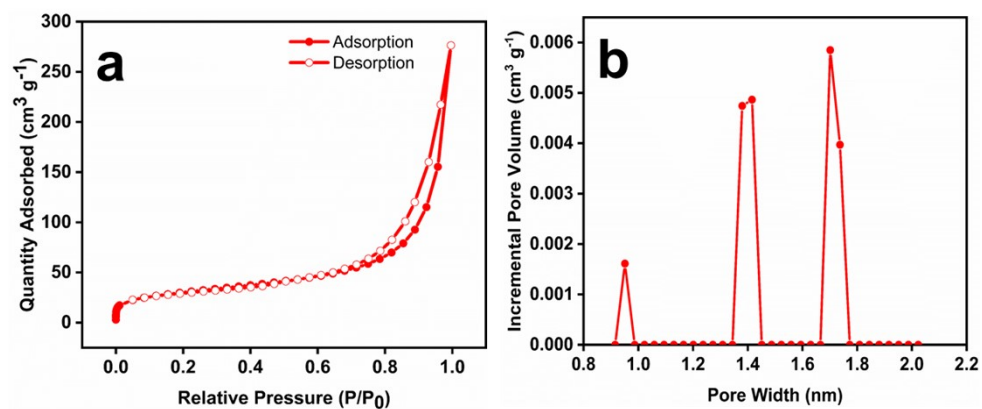 a
Adsorption
Desorption
300
250
200
150
100
50
0
0.0 0.2 0.4 0.6 0.8 1.0
Quantity Adsorbed (cm³ g⁻¹)
Relative Pressure (P/P₀)
b
0.006
0.005
0.004
0.003
0.002
0.001
0.000
0.8 1.0 1.2 1.4 1.6 1.8 2.0 2.2
Incremental Pore Volume (cm³ g⁻¹)
Pore Width (nm)